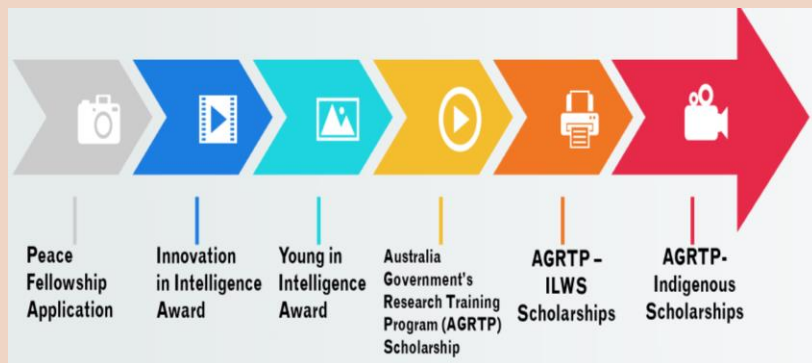 Peace
Fellowship
Application
Innovation
in Intelligence
Award
Young in
Intelligence
Award
Australia
Government's
Research Training
Program (AGRTP)
Scholarship
AGRTP –
ILWS
Scholarships
AGRTP-
Indigenous
Scholarships